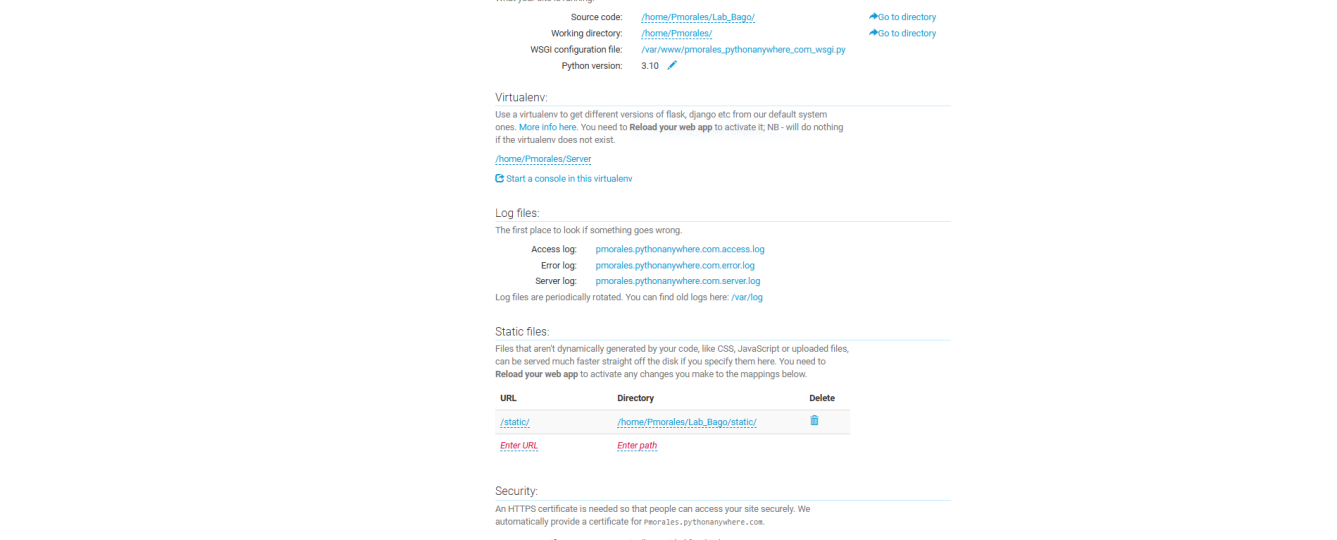 What your site is running.
Source code: /home/Pmorales/Lab_Bago/ Go to directory
Working directory: /home/Pmorales/ Go to directory
WSGI configuration file: /var/www/pmorales_pythonanywhere_com_wsgi.py
Python version: 3.10
Virtualenv:
Use a virtualenv to get different versions of flask, django etc from our default system
ones. More info here. You need to Reload your web app to activate it; NB - will do nothing
if the virtualenv does not exist.
/home/Pmorales/Server
Start a console in this virtualenv
Log files:
The first place to look if something goes wrong.
Access log: pmorales.pythonanywhere.com.access.log
Error log: pmorales.pythonanywhere.com.error.log
Server log: pmorales.pythonanywhere.com.server.log
Log files are periodically rotated. You can find old logs here: /var/log
Static files:
Files that aren't dynamically generated by your code, like CSS, JavaScript or uploaded files,
can be served much faster straight off the disk if you specify them here. You need to
Reload your web app to activate any changes you make to the mappings below.
URL Directory Delete
/static/ /home/Pmorales/Lab_Bago/static/
Enter URL Enter path
Security:
An HTTPS certificate is needed so that people can access your site securely. We
automatically provide a certificate for Pmorales.pythonanywhere.com.